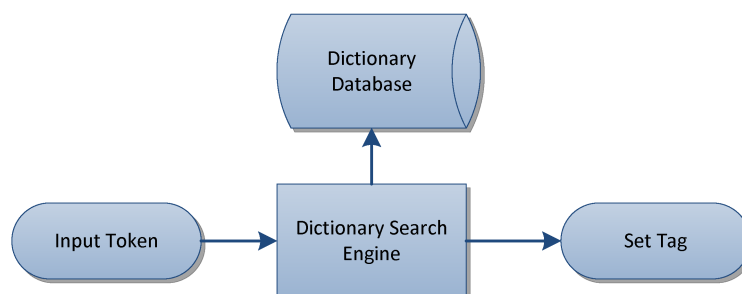 Dictionary
Database
Input Token
Dictionary Search
Engine
Set Tag